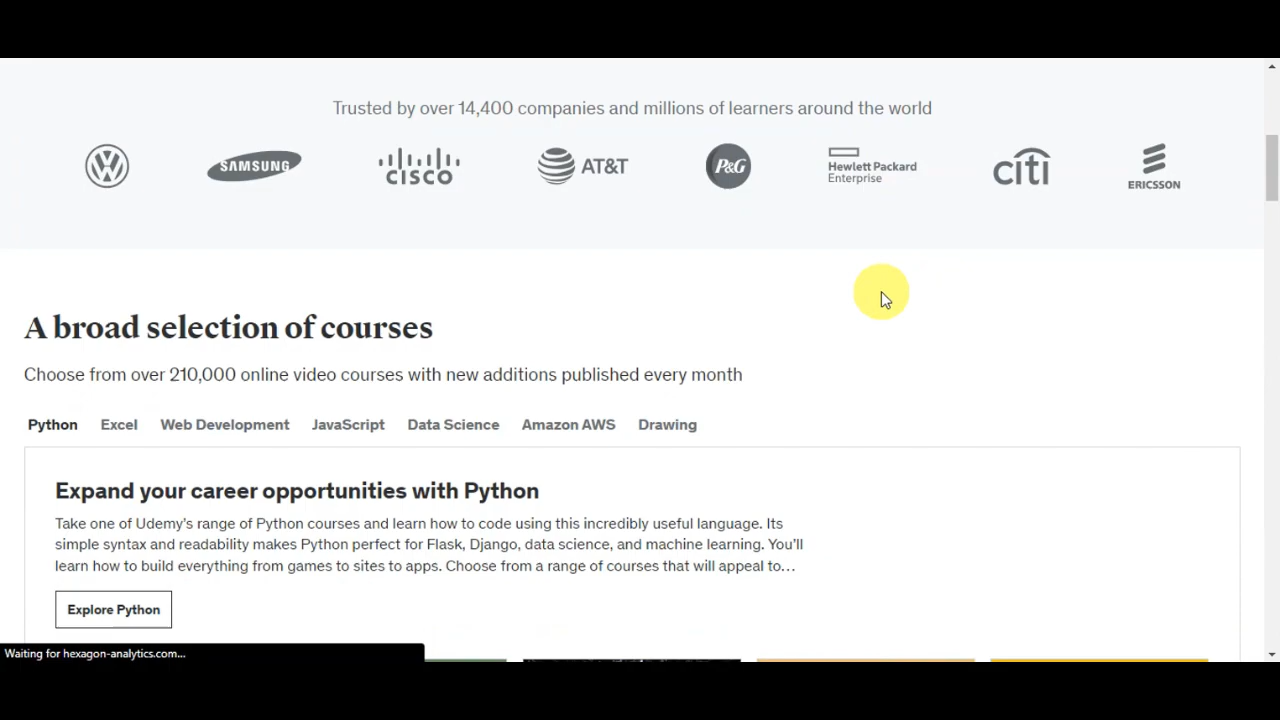 Trusted by over 14,400 companies and millions of learners around the world
SAMSUNG
CISCO
AT&T
P&G
Hewlett Packard
Enterprise
citi
ERICSSON
A broad selection of courses
Choose from over 210,000 online video courses with new additions published every month
Python Excel Web Development JavaScript Data Science Amazon AWS Drawing
Expand your career opportunities with Python
Take one of Udemy's range of Python courses and learn how to code using this incredibly useful language. Its
simple syntax and readability makes Python perfect for Flask, Django, data science, and machine learning. You'll
learn how to build everything from games to sites to apps. Choose from a range of courses that will appeal to…
Explore Python
Waiting for hexagon-analytics.com...